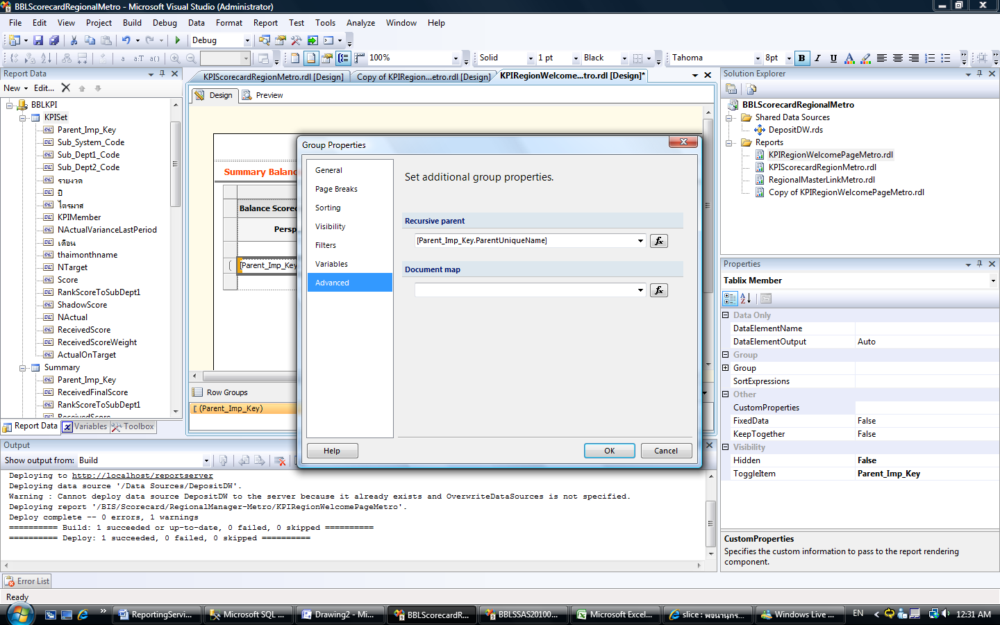 BBLScorecardRegionalMetro - Microsoft Visual Studio (Administrator)
File Edit View Project Build Debug Data Format Report Test Tools Analyze Window Help
Debug
100% Solid 1 pt Black Tahoma 8pt B I U
Report Data
New Edit...
BBLKPI
KPISet
Parent_Imp_Key
Sub_System_Code
Sub_Dept1_Code
Sub_Dept2_Code
รายงวด
ปี
ไตรมาส
KPIMember
NActualVarianceLastPeriod
เดือน
thaimonthname
NTarget
Score
RankScoreToSubDept1
ShadowScore
NActual
ReceivedScore
ReceivedScoreWeight
ActualOnTarget
Summary
Parent_Imp_Key
ReceivedFinalScore
RankScoreToSubDept1
ReceivedScore
Report Data Variables Toolbox
KPIScorecardRegionMetro.rdl [Design] Copy of KPIRegion...etro.rdl [Design] KPIRegionWelcome...tro.rdl [Design]*
Design Preview
Summary Balanc
Balance Scorec
Persp
[Parent_Imp_Key
Row Groups
(Parent_Imp_Key)
Group Properties
General
Page Breaks
Sorting
Visibility
Filters
Variables
Advanced
Set additional group properties.
Recursive parent
[Parent_Imp_Key.ParentUniqueName]
fx
Document map
fx
Help OK Cancel
Solution Explorer
BBLScorecardRegionalMetro
Shared Data Sources
DepositDW.rds
Reports
KPIRegionWelcomePageMetro.rdl
KPIScorecardRegionMetro.rdl
RegionalMasterLinkMetro.rdl
Copy of KPIRegionWelcomePageMetro.rdl
Properties
Tablix Member
Data Only
DataElementName
DataElementOutput Auto
Group
Group
SortExpressions
Other
CustomProperties
FixedData False
KeepTogether False
Visibility
Hidden False
ToggleItem Parent_Imp_Key
CustomProperties
Specifies the custom information to pass to the report rendering
component.
Output
Show output from: Build
Deploying to http://localhost/reportserver
Deploying data source '/Data Sources/DepositDW'.
Warning : Cannot deploy data source DepositDW to the server because it already exists and OverwriteDataSources is not specified.
Deploying report '/BIS/Scorecard/RegionalManager-Metro/KPIRegionWelcomePageMetro'.
Deploy complete -- 0 errors, 1 warnings
========== Build: 1 succeeded or up-to-date, 0 failed, 0 skipped ==========
========== Deploy: 1 succeeded, 0 failed, 0 skipped ==========
Error List
Ready
ReportingServi... Microsoft SQL ... Drawing2 - Mi... BBLScorecardR... BBLSSAS20100... Microsoft Excel... slice : พจนานุกร... Windows Live ... EN 12:31 AM